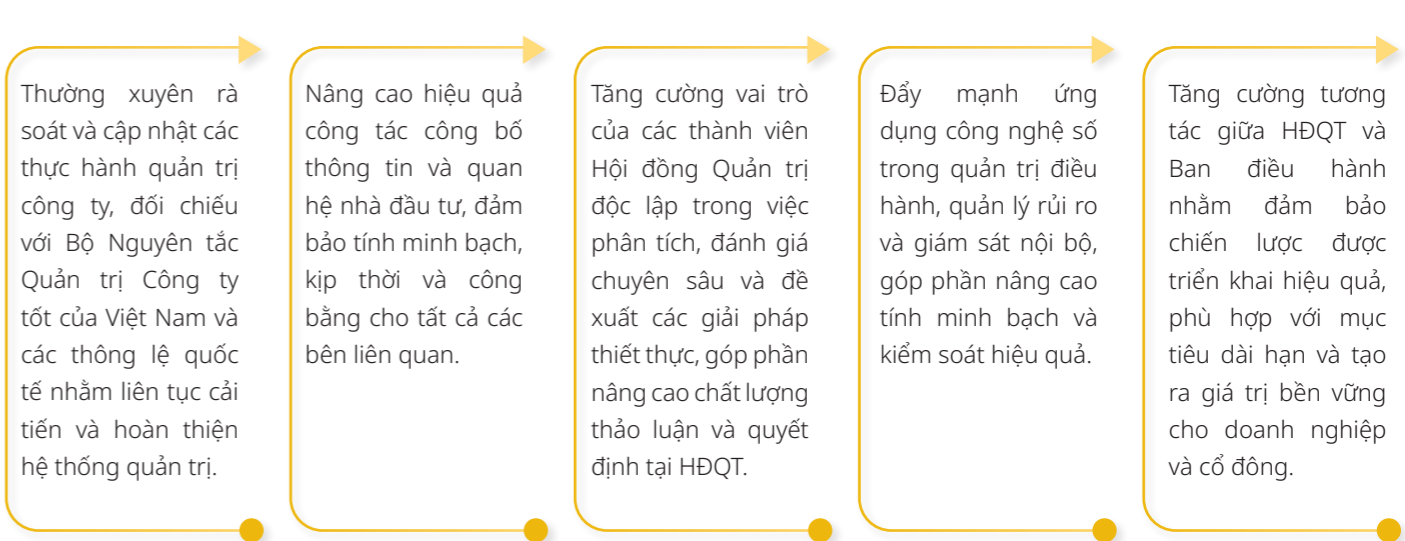 Thường xuyên rà
soát và cập nhật các
thực hành quản trị
công ty, đối chiếu
với Bộ Nguyên tắc
Quản trị Công ty
tốt của Việt Nam và
các thông lệ quốc
tế nhằm liên tục cải
tiến và hoàn thiện
hệ thống quản trị.
Nâng cao hiệu quả
công tác công bố
thông tin và quan
hệ nhà đầu tư, đảm
bảo tính minh bạch,
kịp thời và công
bằng cho tất cả các
bên liên quan.
Tăng cường vai trò
của các thành viên
Hội đồng Quản trị
độc lập trong việc
phân tích, đánh giá
chuyên sâu và đề
xuất các giải pháp
thiết thực, góp phần
nâng cao chất lượng
thảo luận và quyết
định tại HĐQT.
Đẩy mạnh ứng
dụng công nghệ số
trong quản trị điều
hành, quản lý rủi ro
và giám sát nội bộ,
góp phần nâng cao
tính minh bạch và
kiểm soát hiệu quả.
Tăng cường tương
tác giữa HĐQT và
Ban điều hành
nhằm đảm bảo
chiến lược được
triển khai hiệu quả,
phù hợp với mục
tiêu dài hạn và tạo
ra giá trị bền vững
cho doanh nghiệp
và cổ đông.